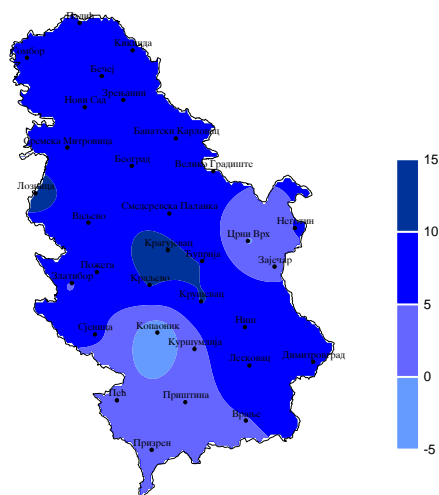 Палић
Кикинда
Сомбор
Бечеј
Зрењанин
Нови Сад
Банатски Карловац
Сремска Митровица
Београд
Велико Градиште
Лозница
Смедеревска Паланка
Ваљево
Неготин
Црни Врх
Крагујевац
Ћуприја
Зајечар
Пожега
Златибор
Краљево
Крушевац
Ниш
Сјеница
Копаоник
Куршумлија
Лесковац
Димитровград
Пећ
Приштина
Врање
Призрен
15
10
5
0
-5